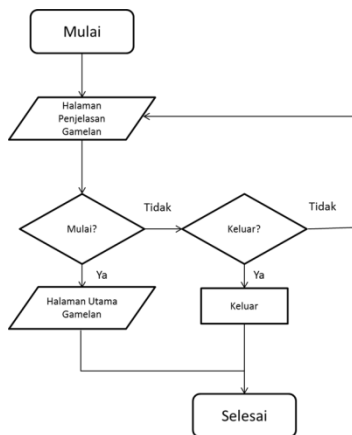 Mulai
Halaman
Penjelasan
Gamelan
Mulai?
Tidak
Keluar?
Tidak
Ya
Ya
Halaman Utama
Gamelan
Keluar
Selesai